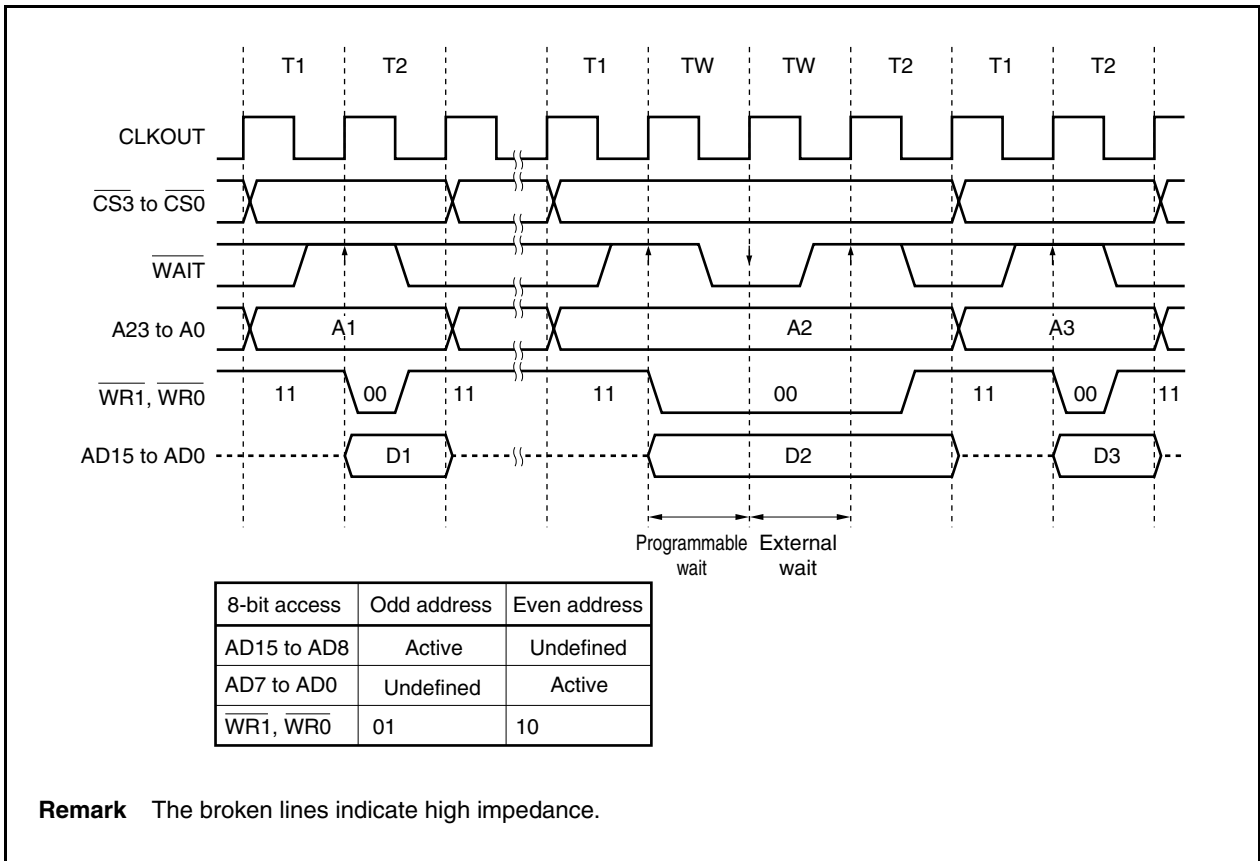 T1 T2 T1 TW TW T2 T1 T2
CLKOUT
CS3 to CS0
WAIT
A23 to A0 A1 A2 A3
WR1, WR0 11 00 11 11 00 11 00 11
AD15 to AD0 D1 D2 D3
Programmable wait
External wait
8-bit access Odd address Even address
AD15 to AD8 Active Undefined
AD7 to AD0 Undefined Active
WR1, WR0 01 10
Remark The broken lines indicate high impedance.